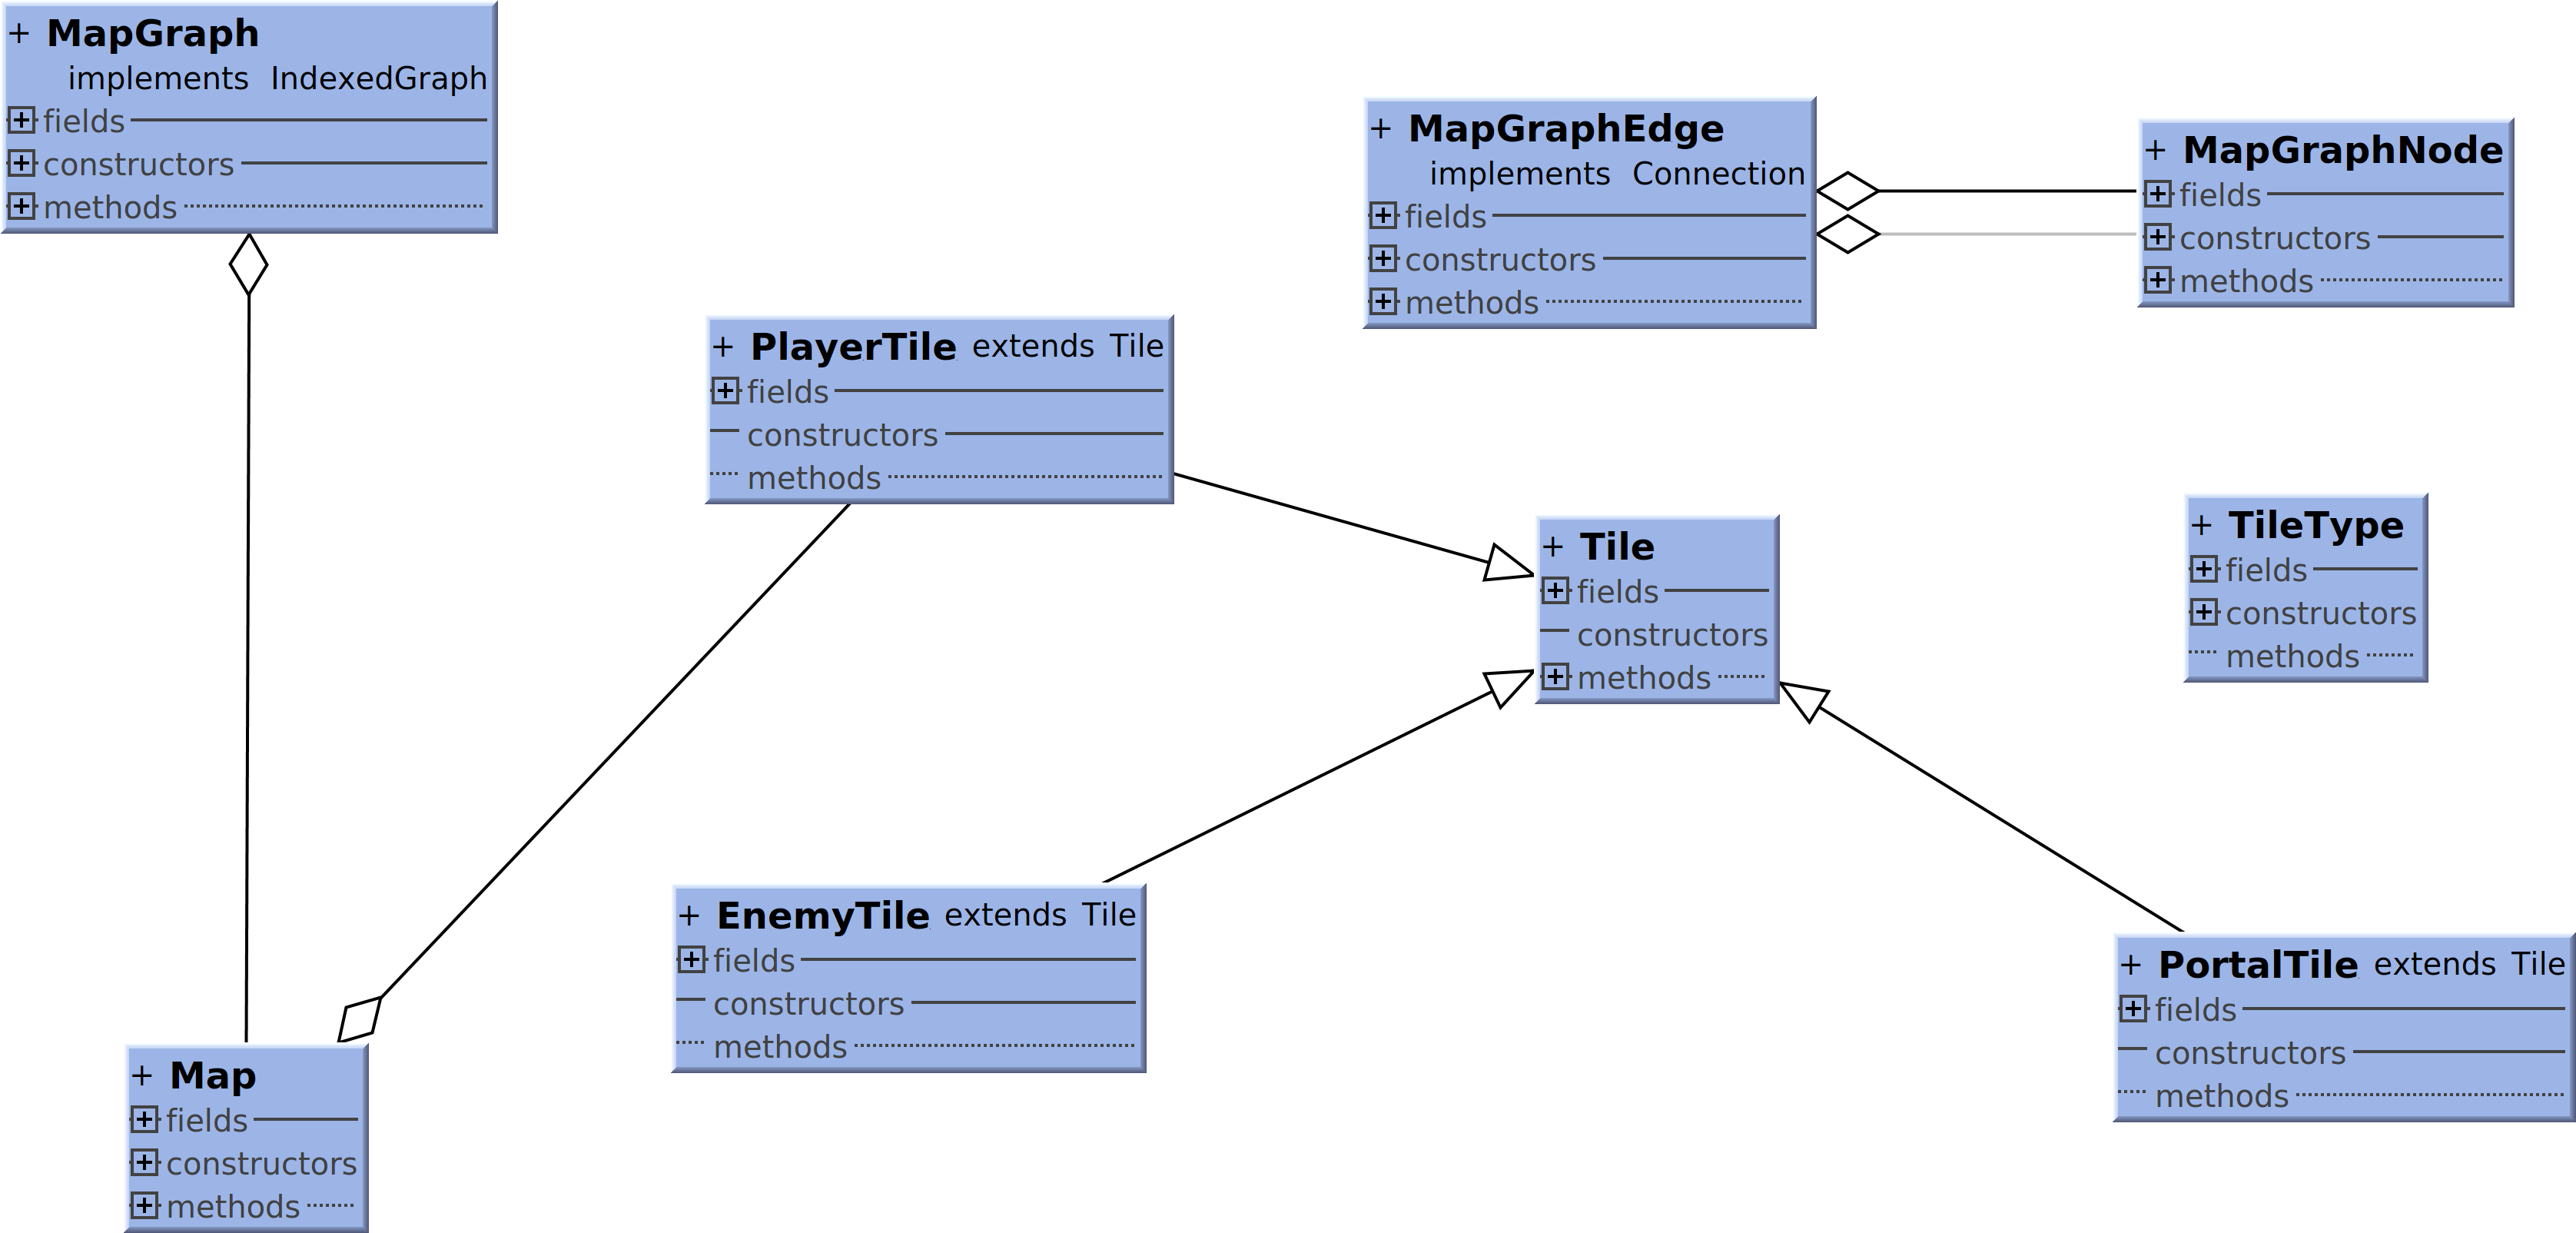 + MapGraph
implements IndexedGraph
+ fields
+ constructors
+ methods
+ MapGraphEdge
implements Connection
+ fields
+ constructors
+ methods
+ MapGraphNode
+ fields
+ constructors
+ methods
+ PlayerTile extends Tile
+ fields
constructors
methods
+ Tile
+ fields
constructors
+ methods
+ TileType
+ fields
+ constructors
methods
+ EnemyTile extends Tile
+ fields
constructors
methods
+ PortalTile extends Tile
+ fields
constructors
methods
+ Map
+ fields
+ constructors
+ methods